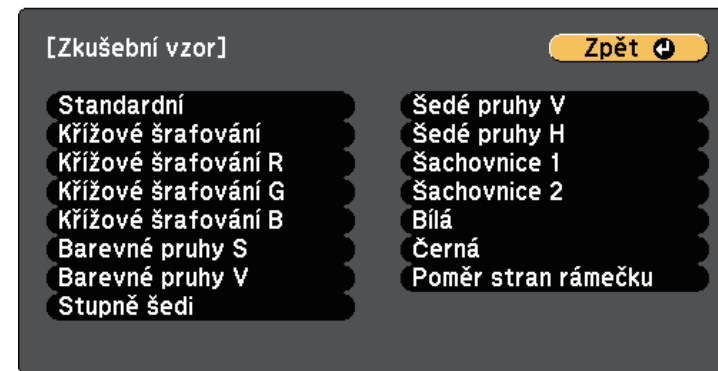 [Zkušební vzor]
Zpět
Standardní
Křížové šrafování
Křížové šrafování R
Křížové šrafování G
Křížové šrafování B
Barevné pruhy S
Barevné pruhy V
Stupně šedi
Šedé pruhy V
Šedé pruhy H
Šachovnice 1
Šachovnice 2
Bílá
Černá
Poměr stran rámečku